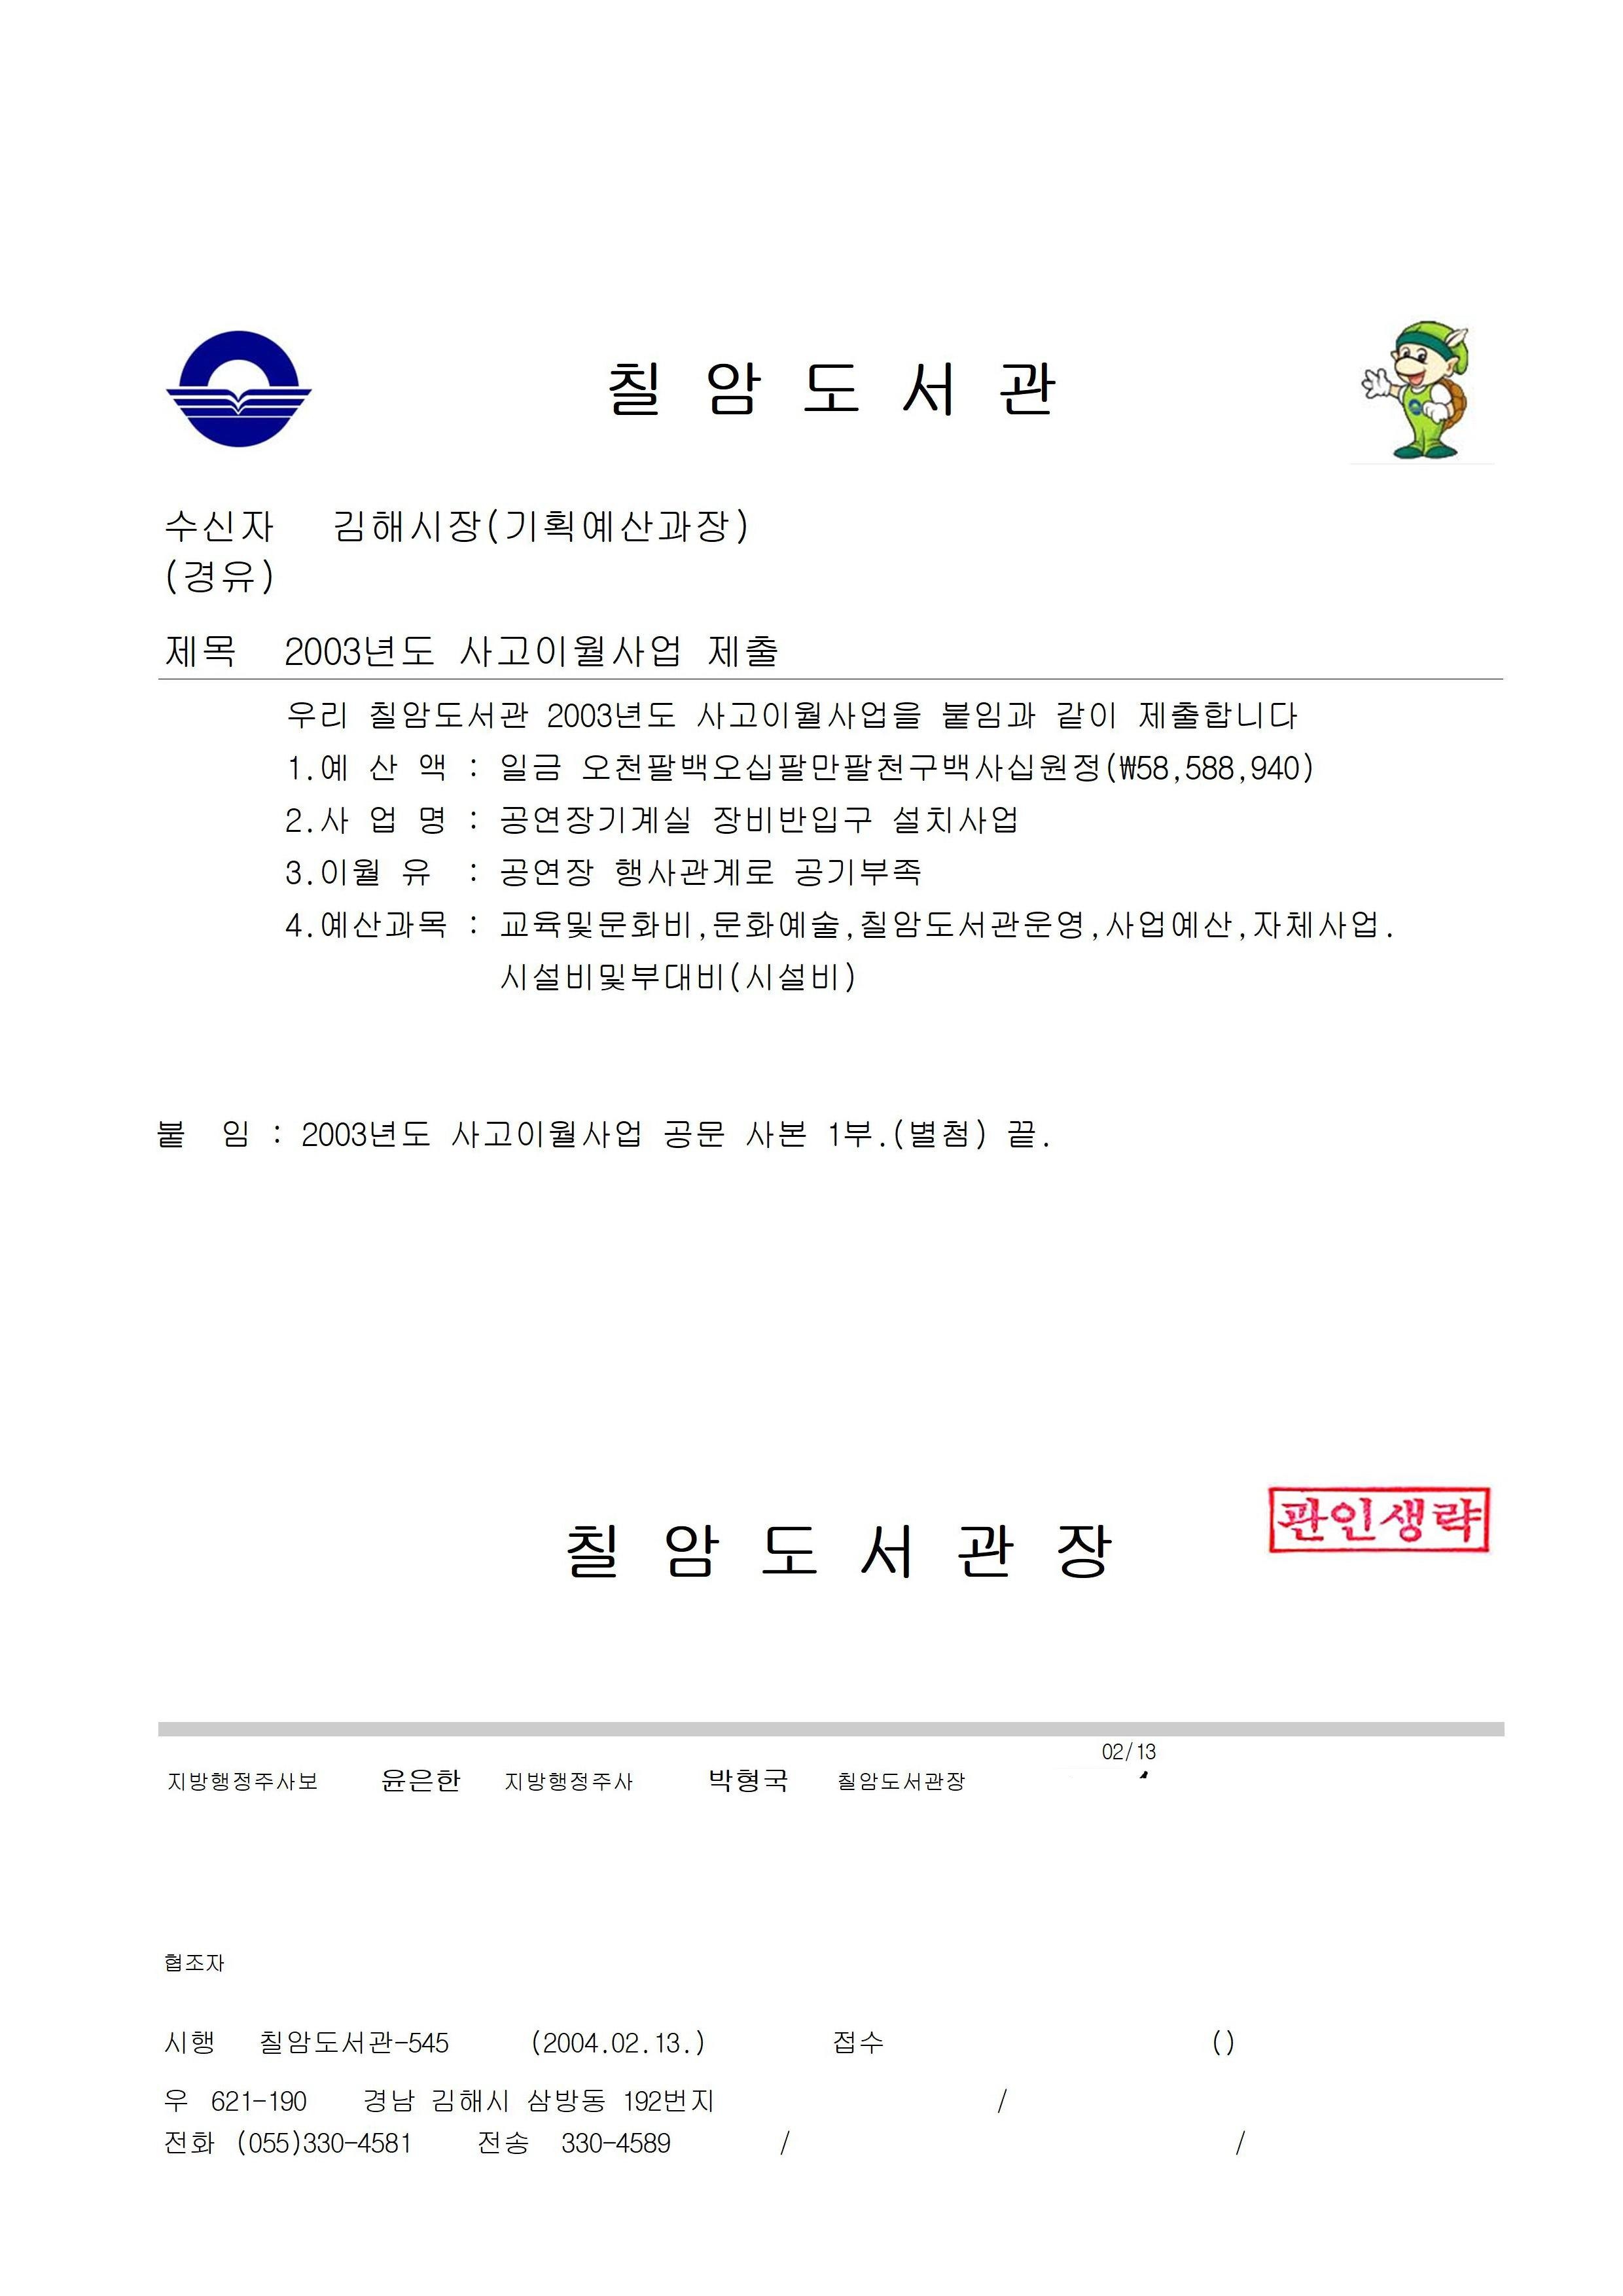 칠 암 도 서 관
수신자 김해시장(기획예산과장)
(경유)
제목 2003년도 사고이월사업 제출
우리 칠암도서관 2003년도 사고이월사업을 붙임과 같이 제출합니다
1.예 산 액 : 일금 오천팔백오십팔만팔천구백사십원정(₩58,588,940)
2.사 업 명 : 공연장기계실 장비반입구 설치사업
3.이월 유 : 공연장 행사관계로 공기부족
4.예산과목 : 교육및문화비,문화예술,칠암도서관운영,사업예산,자체사업.
시설비및부대비(시설비)
붙 임 : 2003년도 사고이월사업 공문 사본 1부.(별첨) 끝.
관인생략
칠 암 도 서 관 장
02/13
지방행정주사보 윤은한 지방행정주사 박형국 칠암도서관장
협조자
시행 칠암도서관-545 (2004.02.13.) 접수 ()
우 621-190 경남 김해시 삼방동 192번지 /
전화 (055)330-4581 전송 330-4589 / /